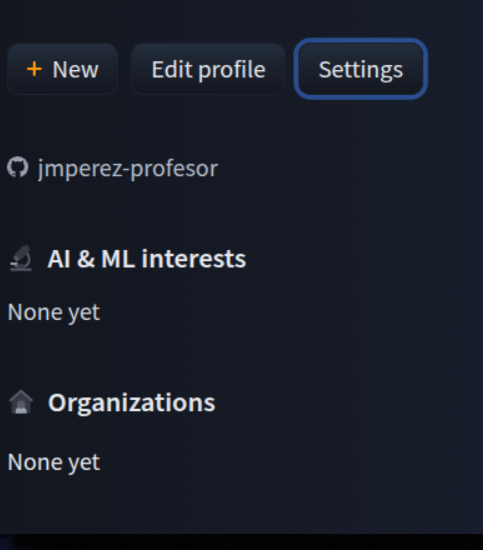 + New Edit profile Settings
jmperez-profesor
AI & ML interests
None yet
Organizations
None yet